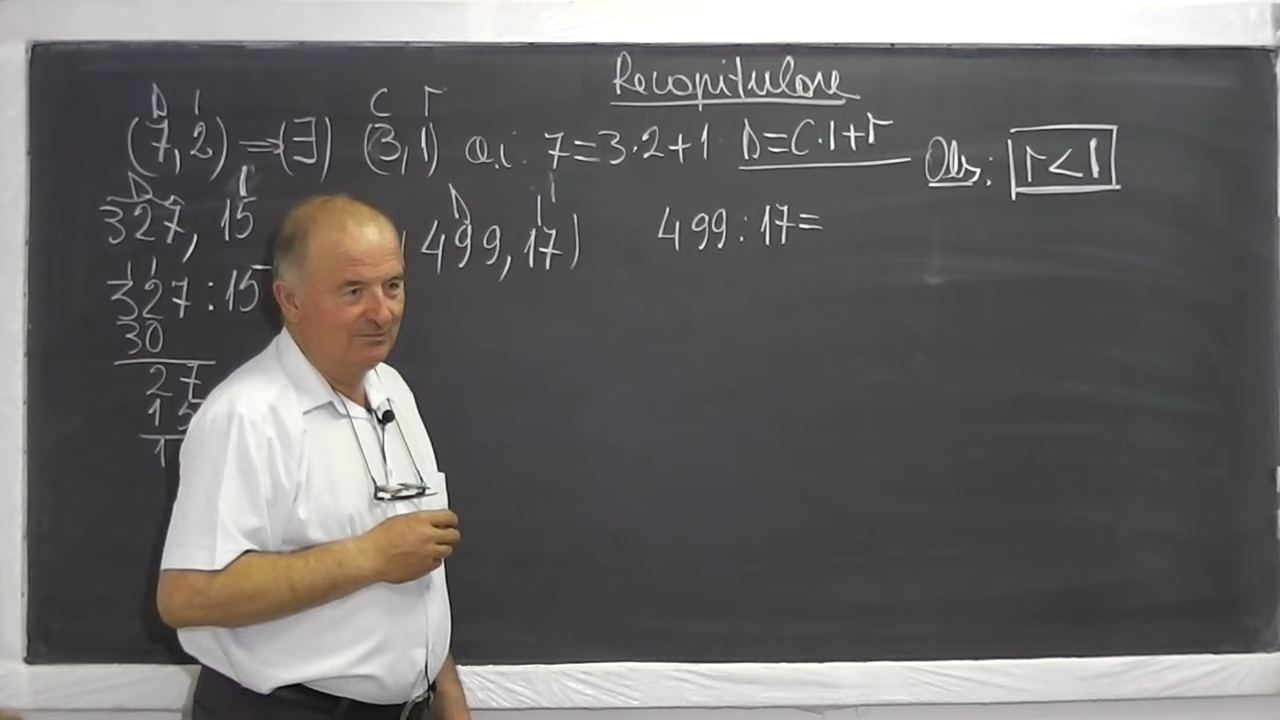 Recapitulare
D Î C r
(7,2) ⇒ (∃) (3,1) a.î. 7=3·2+1 D=C·Î+r Obs: r<Î
D Î D Î
327, 15 499,17) 499:17=
327:15
30
27
15
1